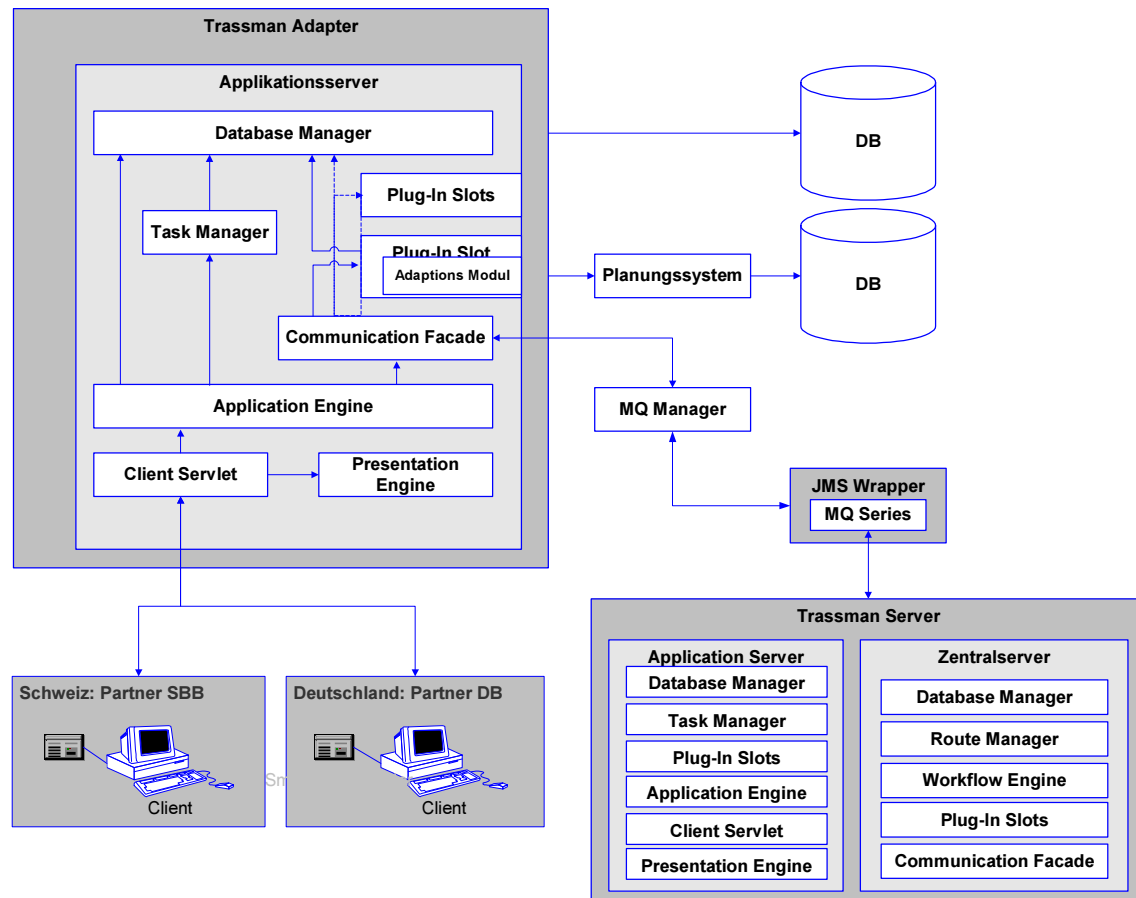 Trassman Adapter
Applikationsserver
Database Manager
DB
Plug-In Slots
Task Manager
Plug-In Slot
Adaptions Modul
Planungssystem
DB
Communication Facade
Application Engine
MQ Manager
Client Servlet
Presentation
Engine
JMS Wrapper
MQ Series
Trassman Server
Application Server
Database Manager
Task Manager
Plug-In Slots
Application Engine
Client Servlet
Presentation Engine
Zentralserver
Database Manager
Route Manager
Workflow Engine
Plug-In Slots
Communication Facade
Schweiz: Partner SBB
Client
Deutschland: Partner DB
Client